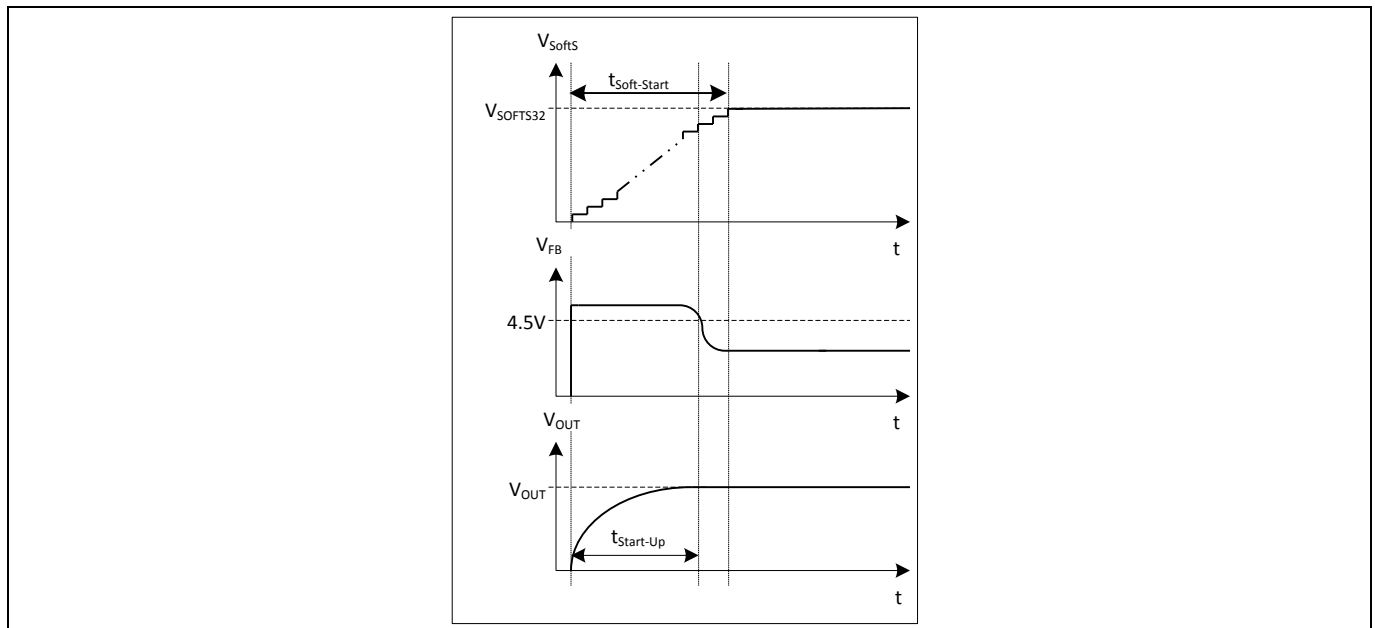 V_SoftS
t_Soft-Start
V_SOFTS32
t
V_FB
4.5V
t
V_OUT
V_OUT
t_Start-Up
t